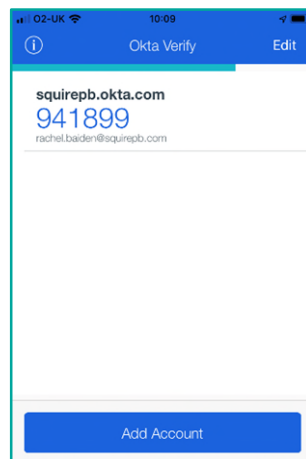 O2-UK 10:09
Okta Verify Edit
squirepb.okta.com
941899
rachel.baiden@squirepb.com
Add Account